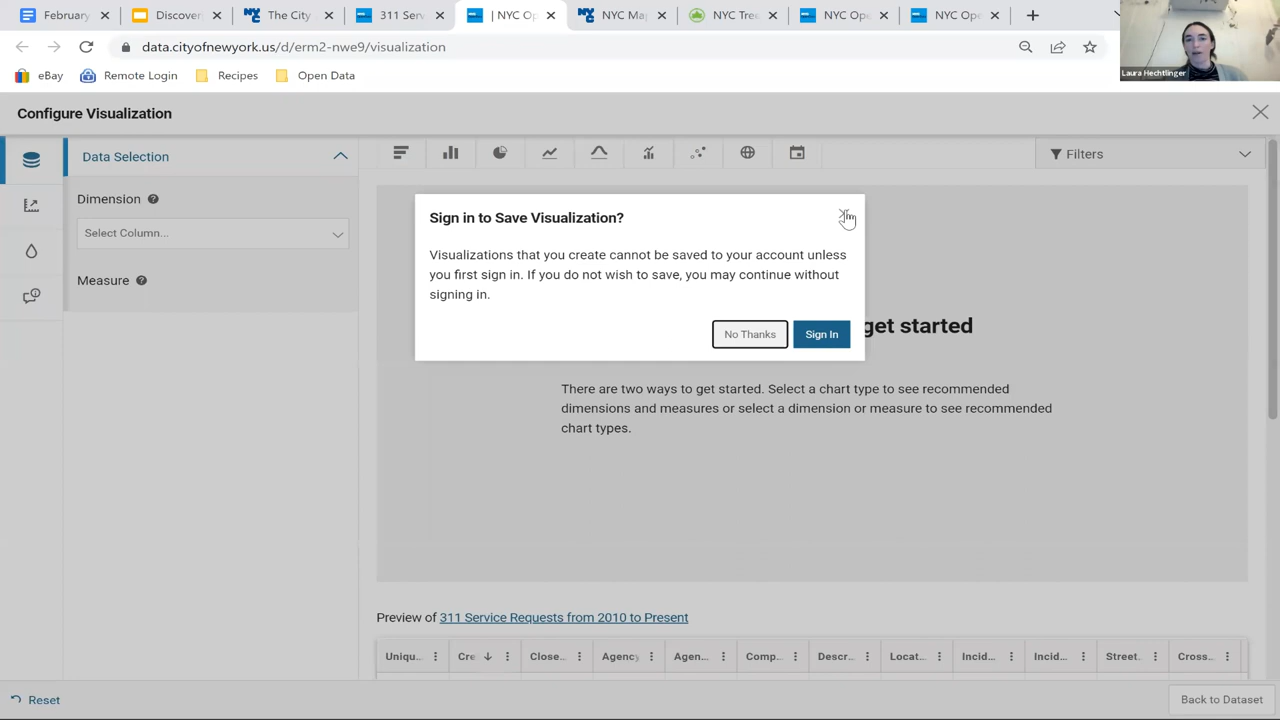 February
Discover
The City
311 Serv
| NYC Op
NYC Ma
NYC Tre
NYC Ope
NYC Ope
data.cityofnewyork.us/d/erm2-nwe9/visualization
eBay
Remote Login
Recipes
Open Data
Laura Hechtlinger
Configure Visualization
Data Selection
Filters
Dimension
Select Column...
Measure
Sign in to Save Visualization?
Visualizations that you create cannot be saved to your account unless
you first sign in. If you do not wish to save, you may continue without
signing in.
No Thanks
Sign In
get started
There are two ways to get started. Select a chart type to see recommended
dimensions and measures or select a dimension or measure to see recommended
chart types.
Preview of 311 Service Requests from 2010 to Present
Uniqu... Cre Close... Agency Agen... Comp... Descr... Locat... Incid... Incid... Street. Cross...
Reset
Back to Dataset